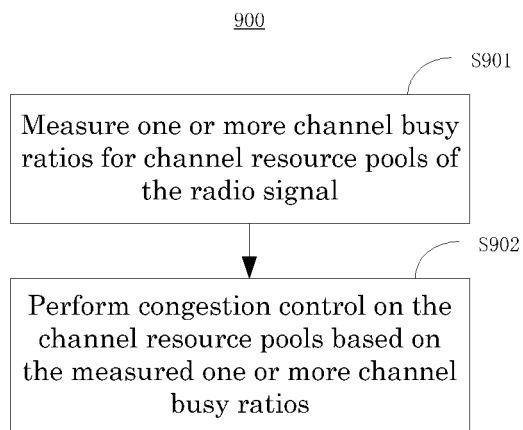 900
S901
Measure one or more channel busy
ratios for channel resource pools of
the radio signal
S902
Perform congestion control on the
channel resource pools based on
the measured one or more channel
busy ratios